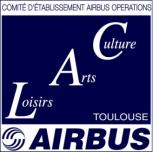 COMITÉ D'ÉTABLISSEMENT AIRBUS OPERATIONS
Culture
Arts
Loisirs
TOULOUSE
AIRBUS